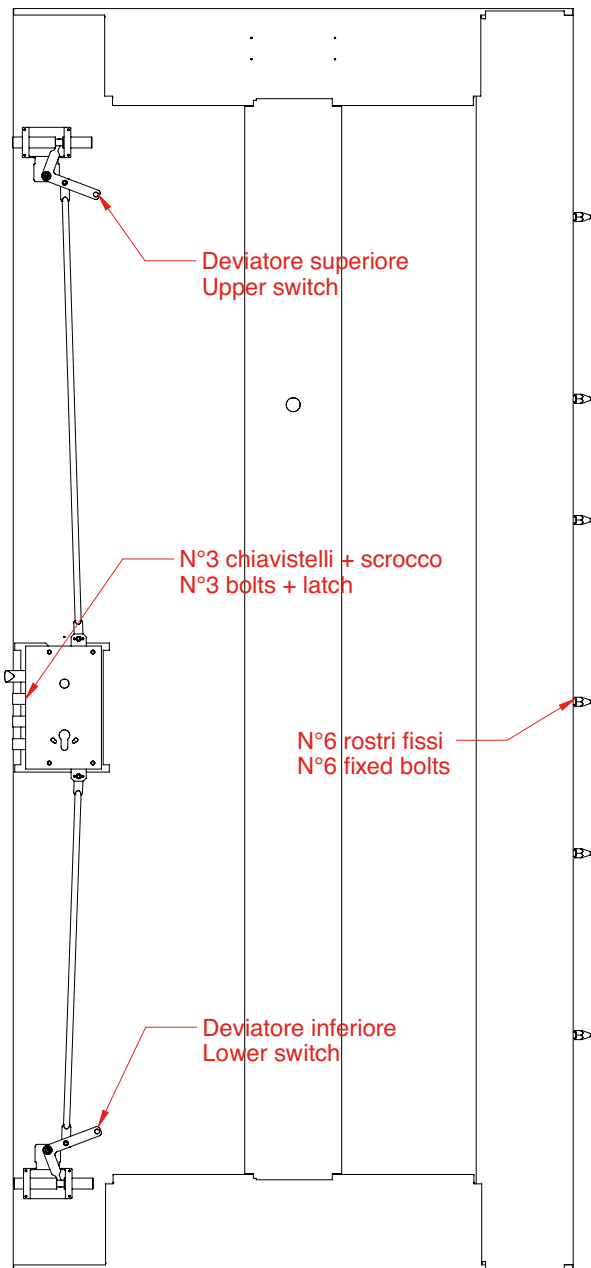 Deviatore superiore
Upper switch
N°3 chiavistelli + scrocco
N°3 bolts + latch
N°6 rostri fissi
N°6 fixed bolts
Deviatore inferiore
Lower switch